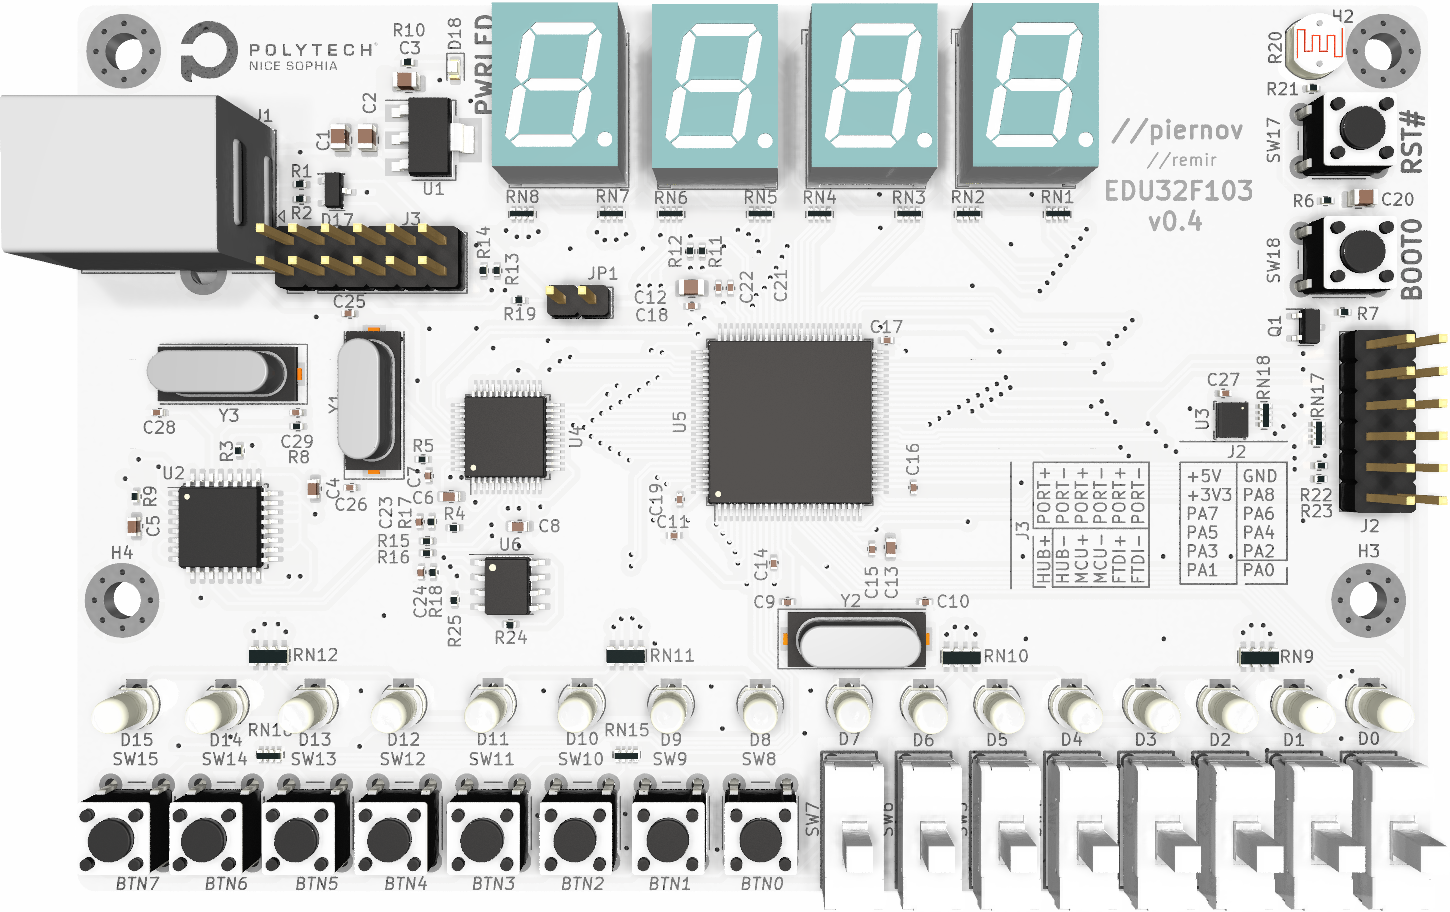 POLYTECH
NICE SOPHIA
R10
C3
D18
PWRLED
H2
R20
R21
J1
C1
C2
U1
R1
R2
D17
J3
//piernov
//remir
EDU32F103
v0.4
SW17
RST#
R6
C20
SW18
BOOT0
RN8
RN7
RN6
RN5
RN4
RN3
RN2
RN1
R14
R13
R12
R11
JP1
R19
C12
C18
C22
C21
C25
C17
Q1
R7
Y3
Y1
C28
C29
R8
R3
U2
R9
C5
C4
C26
R5
C7
C6
R4
U4
C8
C23
R17
R15
R16
C24
R18
R25
U6
R24
U5
C19
C11
C16
C14
C15
C13
C9
Y2
C10
C27
U3
RN18
RN17
J2
+5V GND
+3V3 PA8
PA7 PA6
PA5 PA4
PA3 PA2
PA1 PA0
J3
HUB+ PORT+
HUB- PORT-
MCU+ PORT+
MCU- PORT-
FTDI+ PORT+
FTDI- PORT-
R22
R23
J2
H4
H3
RN12
RN11
RN10
RN9
D15
D14
D13
D12
D11
D10
D9
D8
D7
D6
D5
D4
D3
D2
D1
D0
RN15
SW15
SW14
SW13
SW12
SW11
SW10
SW9
SW8
SW7
BTN7
BTN6
BTN5
BTN4
BTN3
BTN2
BTN1
BTN0